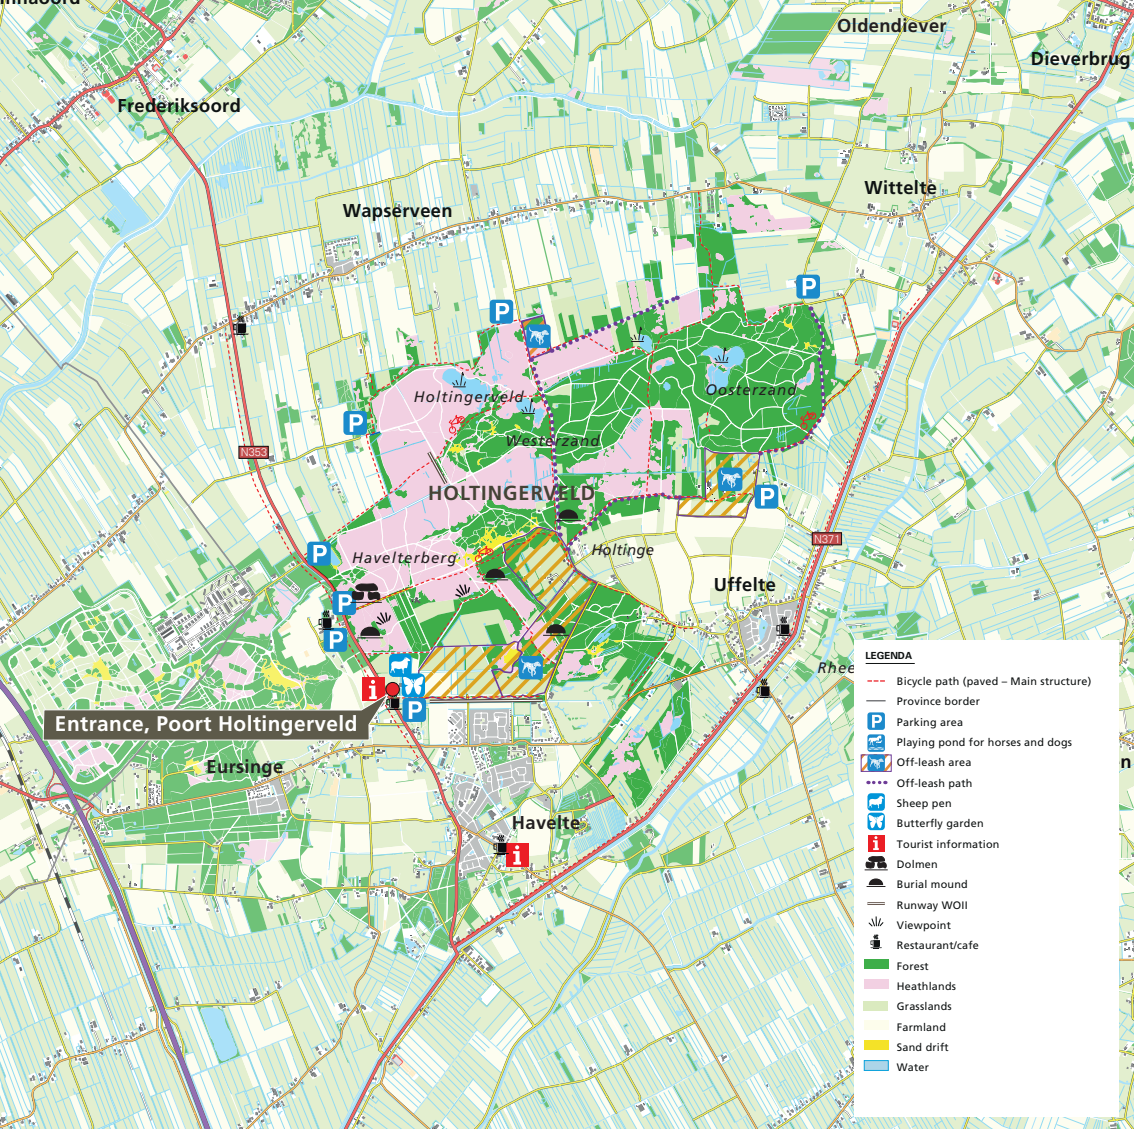 Oldendiever
Dieverbrug
Frederiksoord
Wittelte
Wapserveen
P
P
Oosterzand
Holtingerveld
P
Westerzand
N353
HOLTINGERVELD
P
N371
Holtinge
Havelterberg
P
Uffelte
P
P
i
P
Entrance, Poort Holtingerveld
Eursinge
Havelte
i
LEGENDA
Bicycle path (paved – Main structure)
Province border
P Parking area
Playing pond for horses and dogs
Off-leash area
Off-leash path
Sheep pen
Butterfly garden
i Tourist information
Dolmen
Burial mound
Runway WOII
Viewpoint
Restaurant/cafe
Forest
Heathlands
Grasslands
Farmland
Sand drift
Water